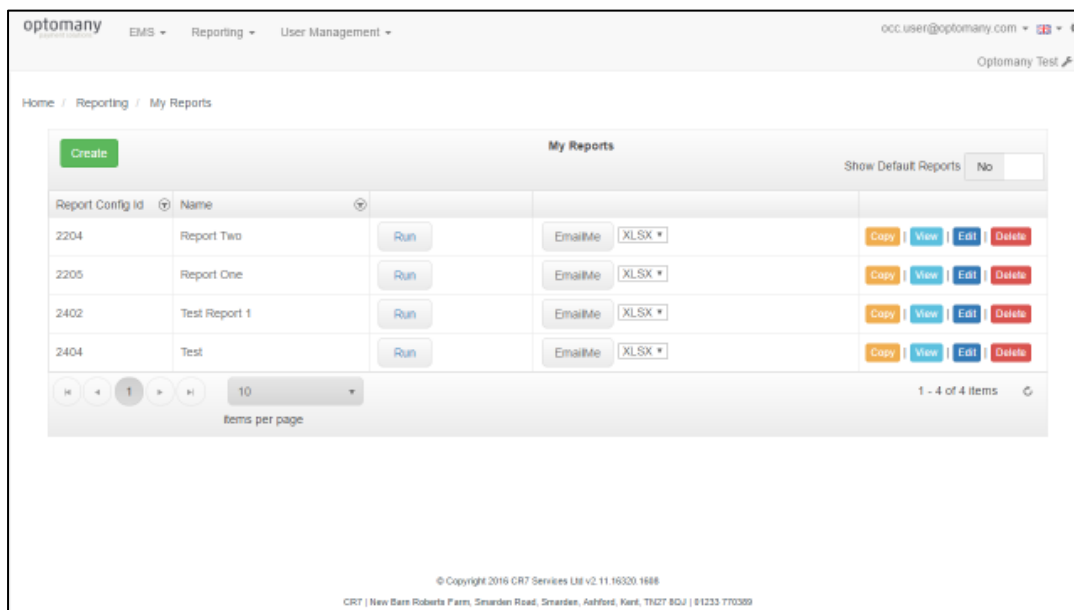 optomany
EMS Reporting User Management
occ.user@optomany.com
Optomany Test
Home / Reporting / My Reports
Create
My Reports
Show Default Reports No
Report Config Id Name
2204 Report Two Run EmailMe XLSX Copy | View | Edit | Delete
2205 Report One Run EmailMe XLSX Copy | View | Edit | Delete
2402 Test Report 1 Run EmailMe XLSX Copy | View | Edit | Delete
2404 Test Run EmailMe XLSX Copy | View | Edit | Delete
1 10 1 - 4 of 4 items
items per page
© Copyright 2016 CR7 Services Ltd v2.11.16320.1608
CR7 | New Barn Roberts Farm, Smarden Road, Smarden, Ashford, Kent, TN27 8QJ | 01233 770389